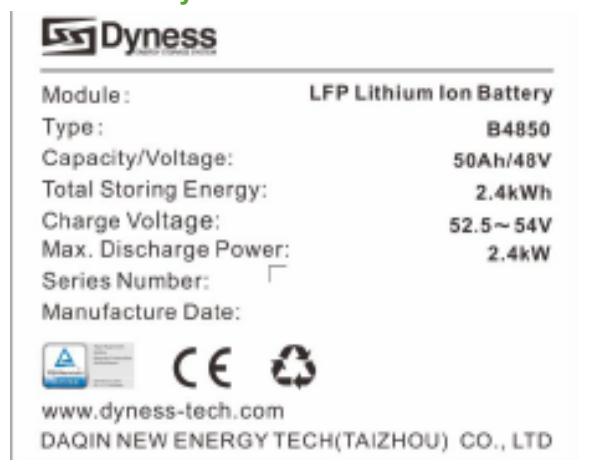 Dyness
Module: LFP Lithium Ion Battery
Type: B4850
Capacity/Voltage: 50Ah/48V
Total Storing Energy: 2.4kWh
Charge Voltage: 52.5~54V
Max. Discharge Power: 2.4kW
Series Number:
Manufacture Date:
CE
www.dyness-tech.com
DAQIN NEW ENERGY TECH(TAIZHOU) CO., LTD